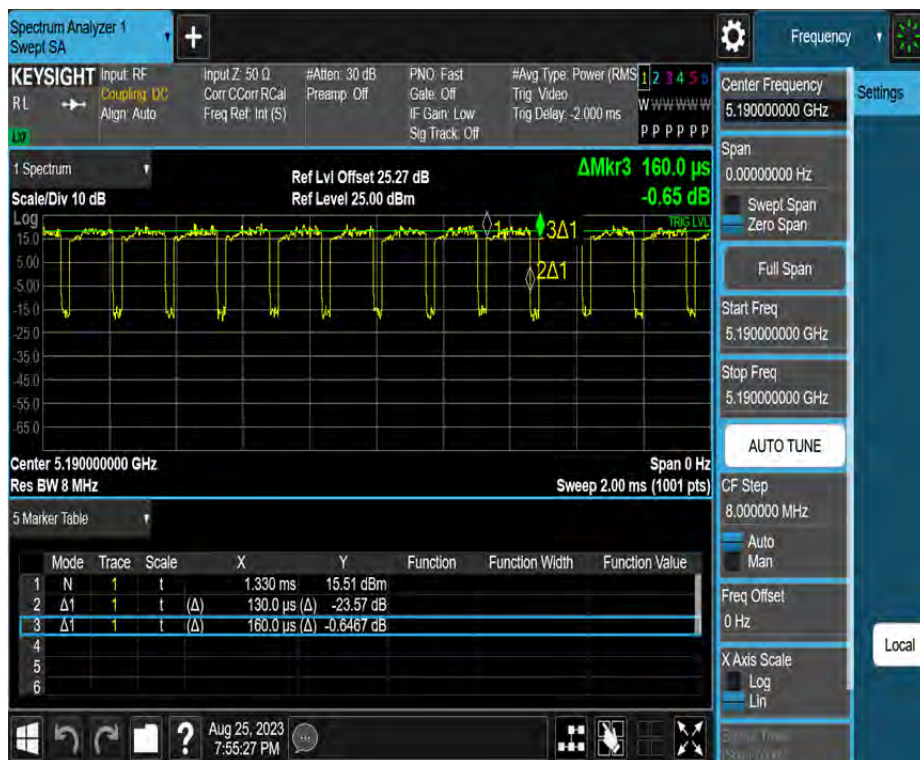 Spectrum Analyzer 1
Swept SA
+
Frequency
KEYSIGHT Input: RF Input Z: 50 Ω #Atten: 30 dB PNO: Fast #Avg Type: Power (RMS 1 2 3 4 5 6
RL Coupling: DC Corr CCorr RCal Preamp: Off Gate: Off Trig: Video W W W W W W
Align: Auto Freq Ref: Int (S) IF Gain: Low Trig Delay: -2.000 ms
Sig Track: Off P P P P P P
LXI
Center Frequency
5.190000000 GHz
Settings
1 Spectrum
Ref Lvl Offset 25.27 dB
ΔMkr3 160.0 µs
Scale/Div 10 dB
Ref Level 25.00 dBm
-0.65 dB
Log
TRIG LVL
15.0
5.00
-5.00
-15.0
-25.0
-35.0
-45.0
-55.0
-65.0
1
3Δ1
2Δ1
Center 5.190000000 GHz Span 0 Hz
Res BW 8 MHz Sweep 2.00 ms (1001 pts)
Span
0.00000000 Hz
Swept Span
Zero Span
Full Span
Start Freq
5.190000000 GHz
Stop Freq
5.190000000 GHz
AUTO TUNE
CF Step
8.000000 MHz
Auto
Man
Freq Offset
0 Hz
X Axis Scale
Log
Lin
Local
5 Marker Table
Mode Trace Scale X Y Function Function Width Function Value
1 N 1 t 1.330 ms 15.51 dBm
2 Δ1 1 t (Δ) 130.0 µs (Δ) -23.57 dB
3 Δ1 1 t (Δ) 160.0 µs (Δ) -0.6467 dB
4
5
6
?
Aug 25, 2023
7:55:27 PM